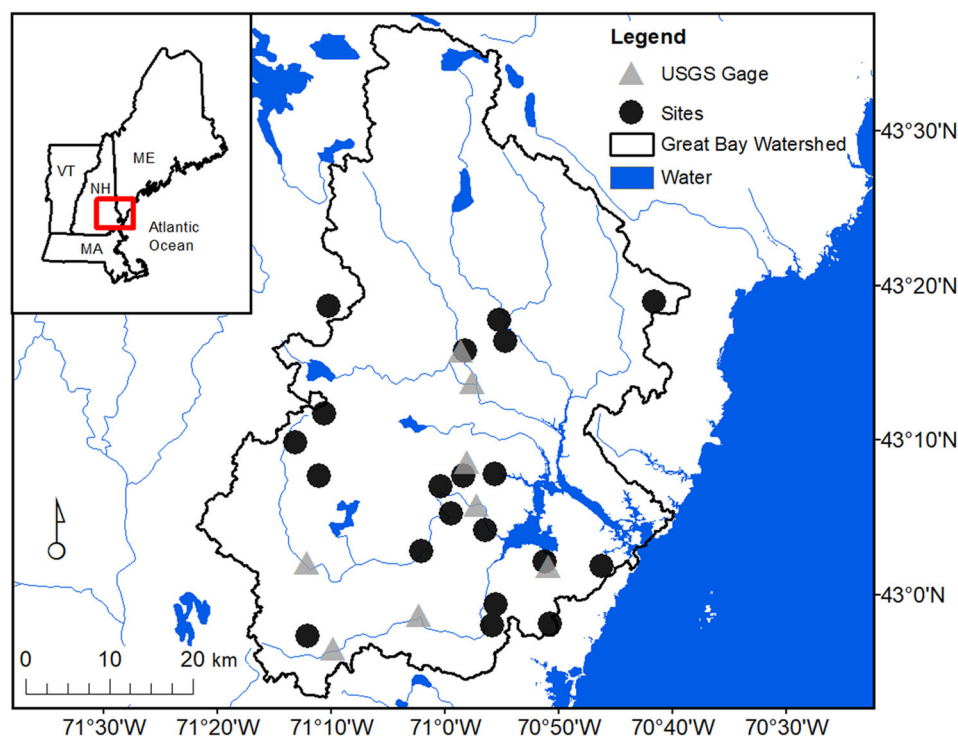 Legend
USGS Gage
Sites
Great Bay Watershed
Water
VT
NH
ME
MA
Atlantic
Ocean
43°30'N
43°20'N
43°10'N
43°0'N
0 10 20 km
71°30'W 71°20'W 71°10'W 71°0'W 70°50'W 70°40'W 70°30'W